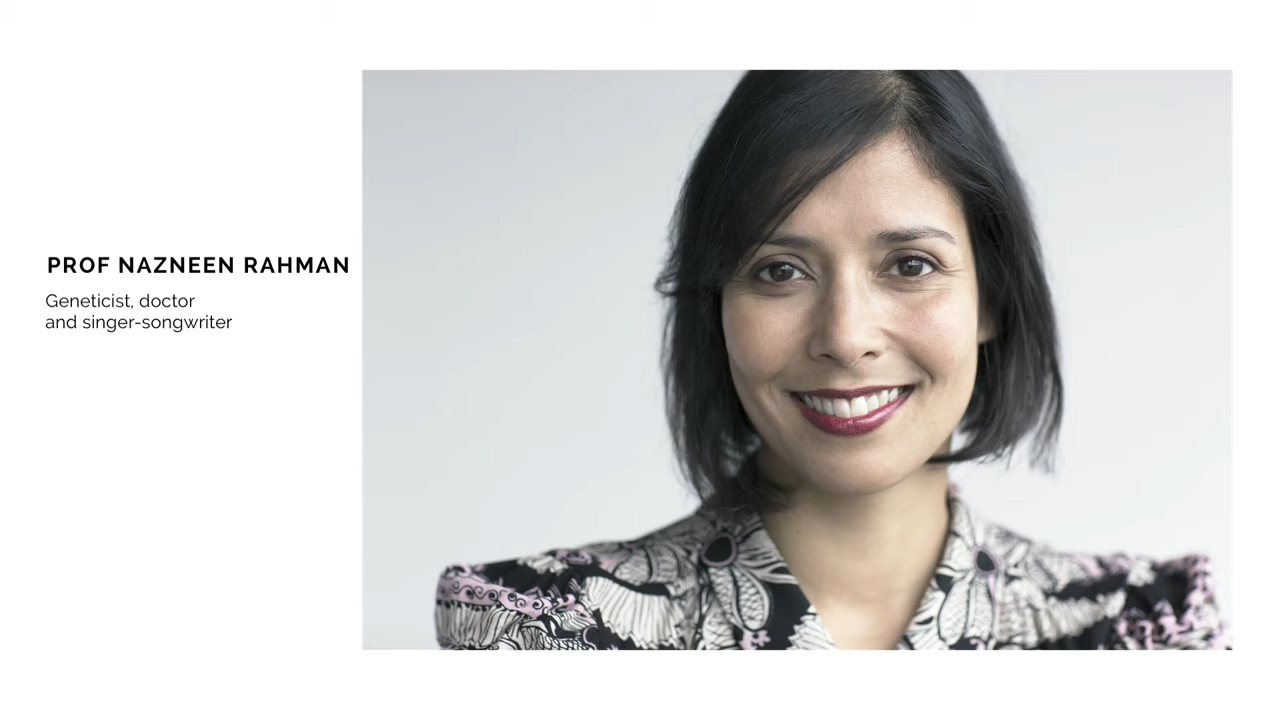 PROF NAZNEEN RAHMAN
Geneticist, doctor
and singer-songwriter